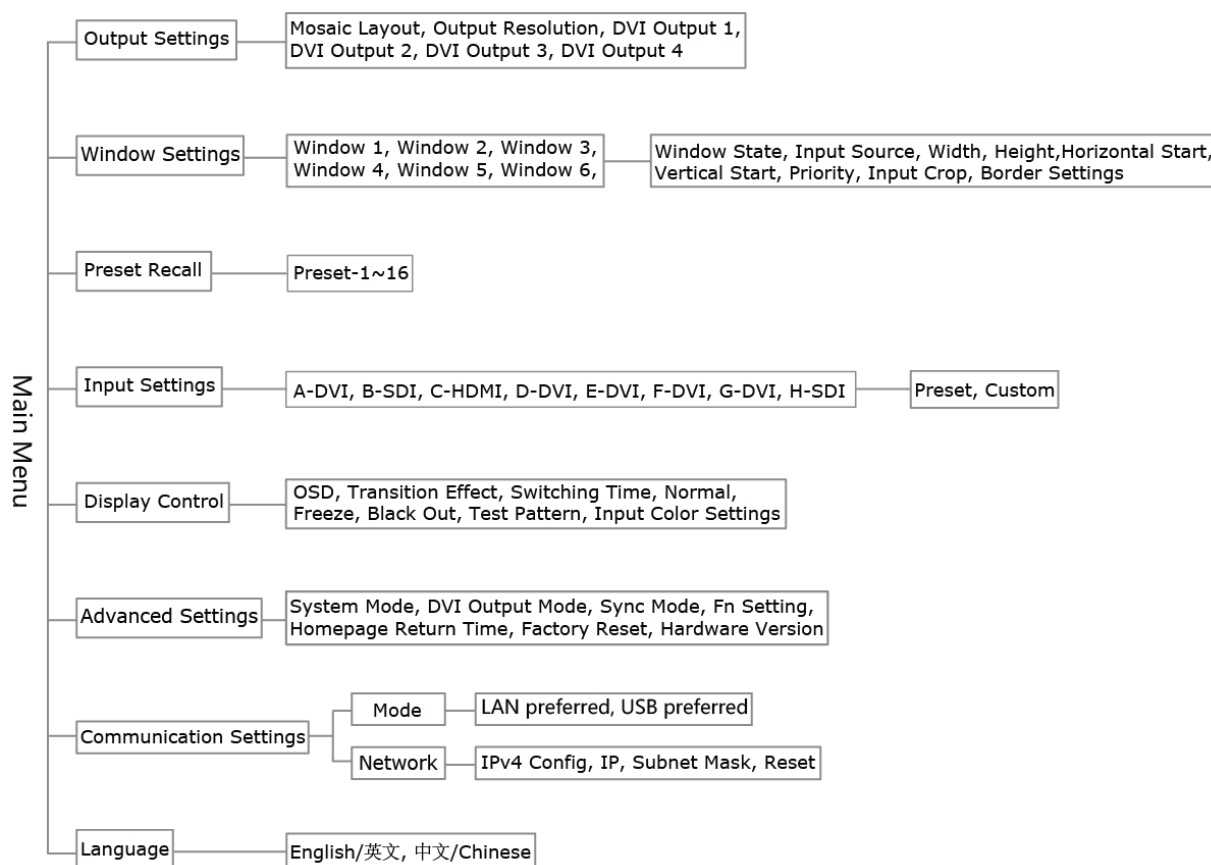 Main Menu
Output Settings
Mosaic Layout, Output Resolution, DVI Output 1,
DVI Output 2, DVI Output 3, DVI Output 4
Window Settings
Window 1, Window 2, Window 3,
Window 4, Window 5, Window 6,
Window State, Input Source, Width, Height,Horizontal Start,
Vertical Start, Priority, Input Crop, Border Settings
Preset Recall
Preset-1~16
Input Settings
A-DVI, B-SDI, C-HDMI, D-DVI, E-DVI, F-DVI, G-DVI, H-SDI
Preset, Custom
Display Control
OSD, Transition Effect, Switching Time, Normal,
Freeze, Black Out, Test Pattern, Input Color Settings
Advanced Settings
System Mode, DVI Output Mode, Sync Mode, Fn Setting,
Homepage Return Time, Factory Reset, Hardware Version
Communication Settings
Mode
LAN preferred, USB preferred
Network
IPv4 Config, IP, Subnet Mask, Reset
Language
English/英文, 中文/Chinese